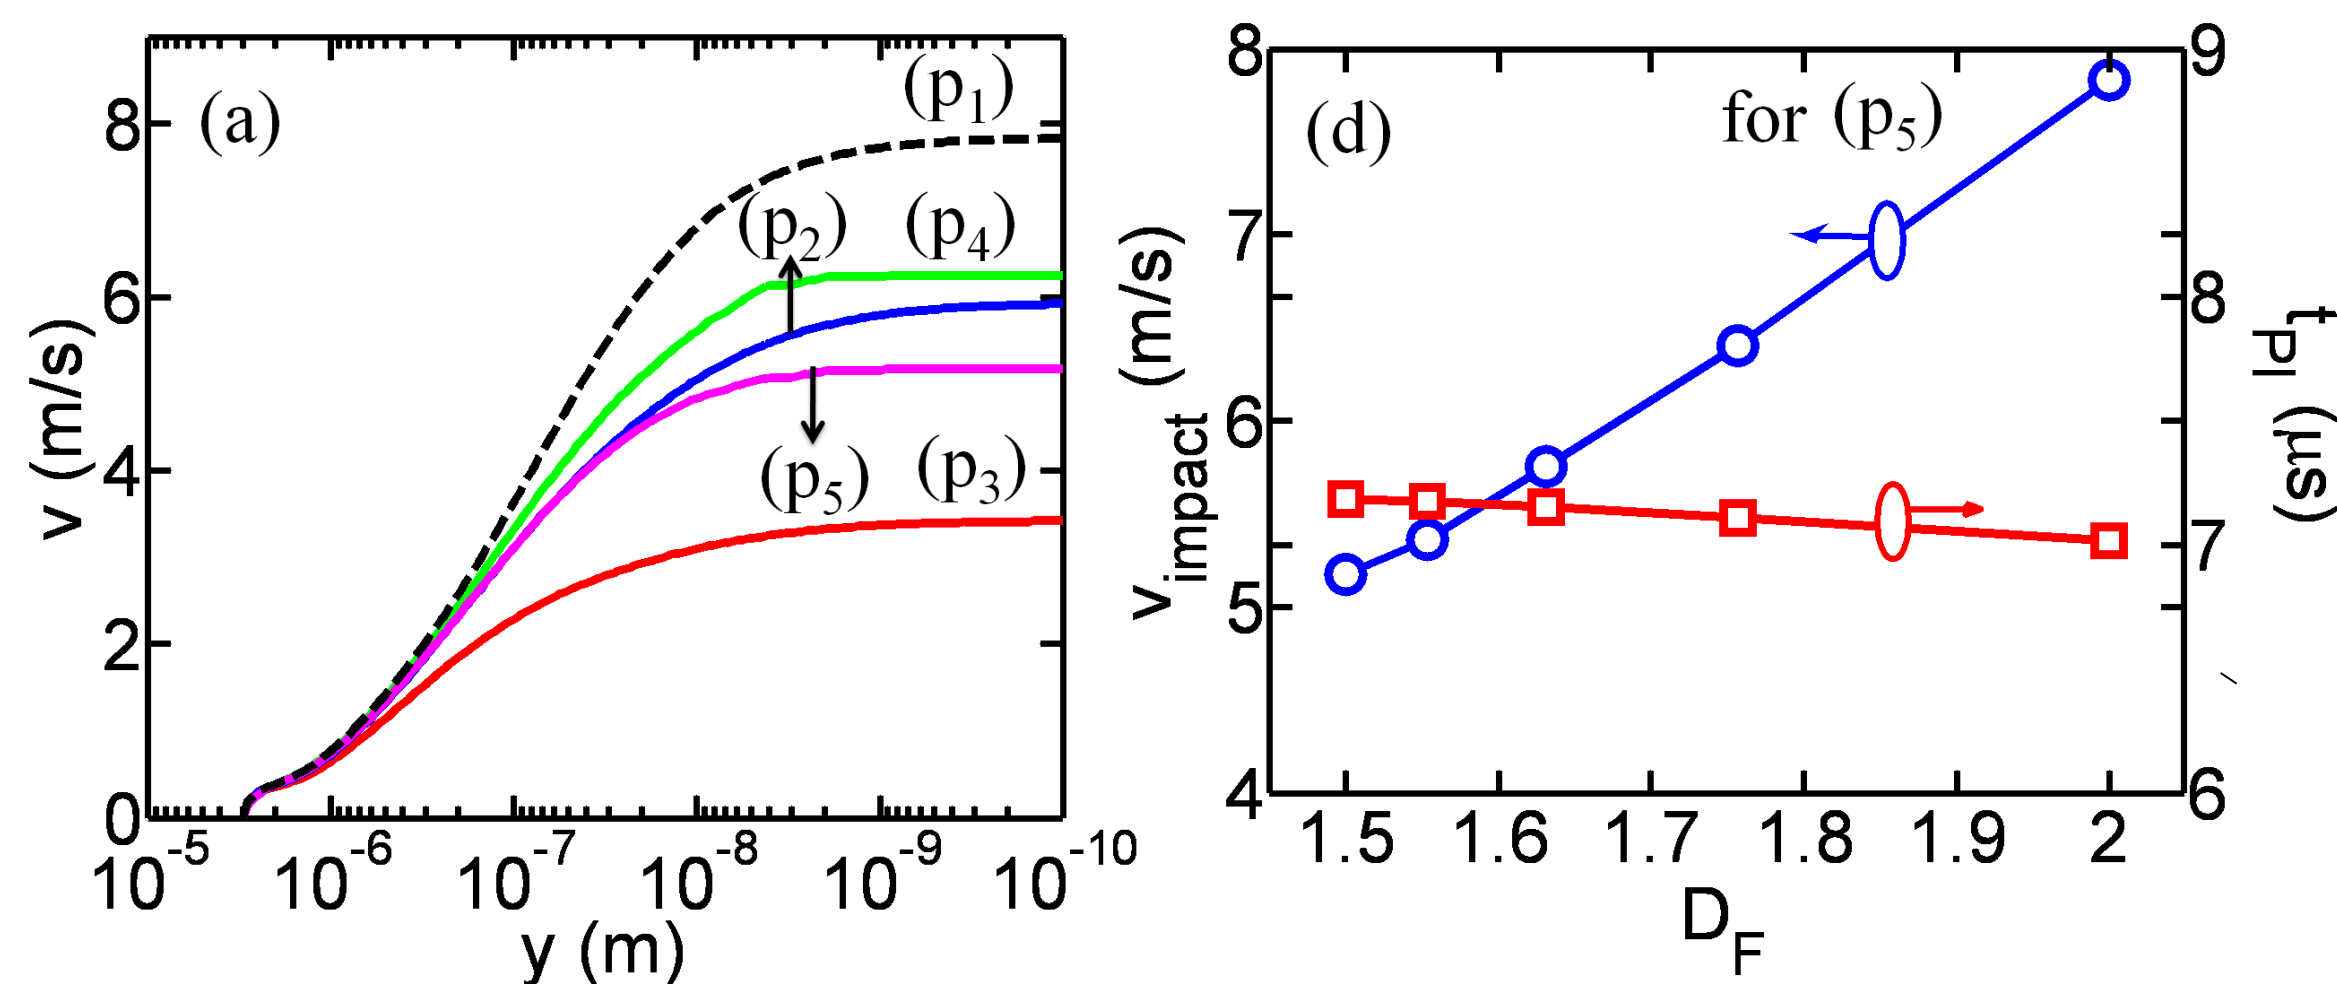 (a)
(p1)
(p2)
(p4)
(p5)
(p3)
8
6
4
2
0
v (m/s)
10-5
10-6
10-7
10-8
10-9
10-10
y (m)
(d)
for (p5)
8
7
6
5
4
vimpact (m/s)
9
8
7
6
tPI (μs)
1.5
1.6
1.7
1.8
1.9
2
DF